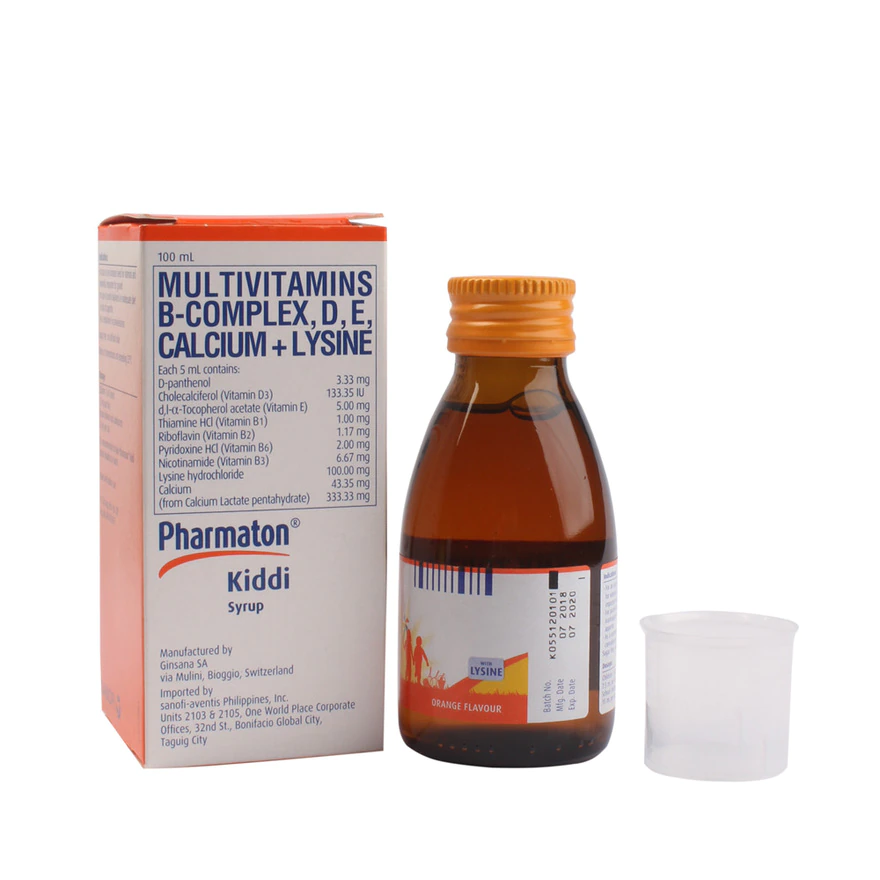 100 mL
MULTIVITAMINS
B-COMPLEX, D, E,
CALCIUM + LYSINE
Each 5 mL contains:
D-panthenol 3.33 mg
Cholecalciferol (Vitamin D3) 133.35 IU
d,l-α-Tocopherol acetate (Vitamin E) 5.00 mg
Thiamine HCl (Vitamin B1) 1.00 mg
Riboflavin (Vitamin B2) 1.17 mg
Pyridoxine HCl (Vitamin B6) 2.00 mg
Nicotinamide (Vitamin B3) 6.67 mg
Lysine hydrochloride 100.00 mg
Calcium 43.35 mg
(from Calcium Lactate pentahydrate) 333.33 mg
Pharmaton®
Kiddi
Syrup
Manufactured by
Ginsana SA
via Mulini, Bioggio, Switzerland
Imported by
sanofi-aventis Philippines, Inc.
Units 2103 & 2105, One World Place Corporate
Offices, 32nd St., Bonifacio Global City,
Taguig City
WITH
LYSINE
ORANGE FLAVOUR
Batch No. K055120101
Mfg. Date 07 2018
Exp. Date 07 2020